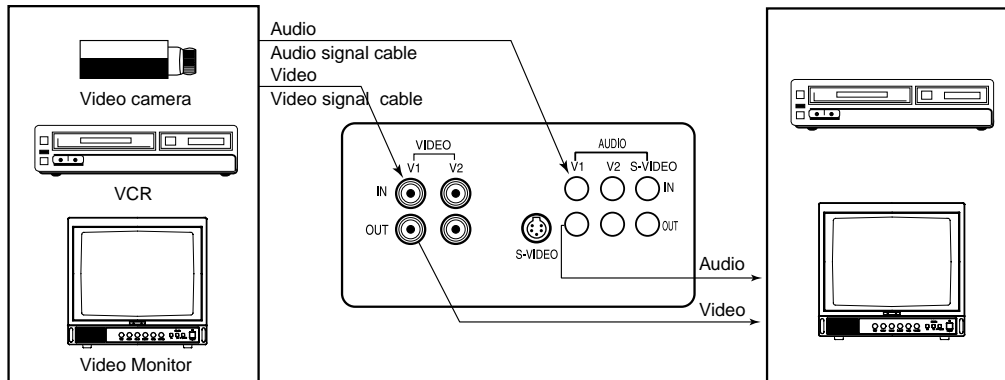 Audio
Audio signal cable
Video
Video signal cable
Video camera
VCR
Video Monitor
VIDEO
V1 V2
IN
OUT
S-VIDEO
AUDIO
V1 V2 S-VIDEO
IN
OUT
Audio
Video